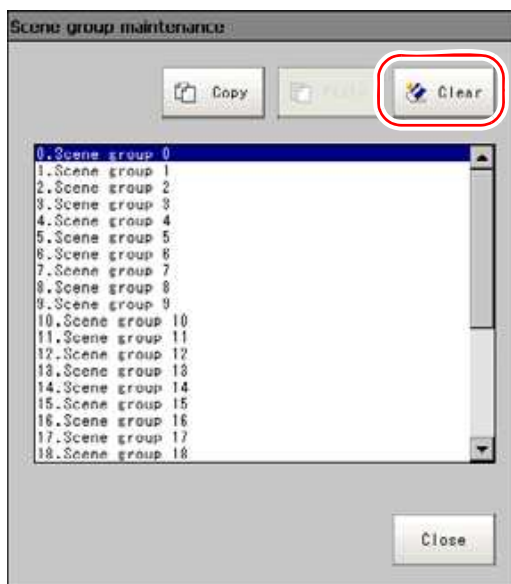 Scene group maintenance
Copy
Clear
0.Scene group 0
1.Scene group 1
2.Scene group 2
3.Scene group 3
4.Scene group 4
5.Scene group 5
6.Scene group 6
7.Scene group 7
8.Scene group 8
9.Scene group 9
10.Scene group 10
11.Scene group 11
12.Scene group 12
13.Scene group 13
14.Scene group 14
15.Scene group 15
16.Scene group 16
17.Scene group 17
18.Scene group 18
Close